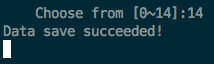 Choose from [0~14]:14
Data save succeeded!